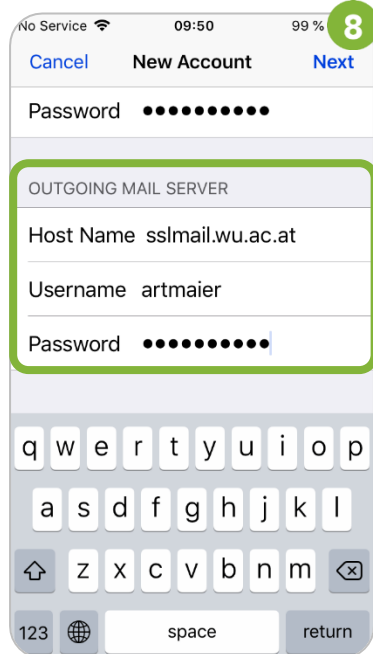 No Service 09:50 99 %
8
Cancel New Account Next
Password ●●●●●●●●●●
OUTGOING MAIL SERVER
Host Name sslmail.wu.ac.at
Username artmaier
Password ●●●●●●●●●●
q w e r t y u i o p
a s d f g h j k l
z x c v b n m
123 space return